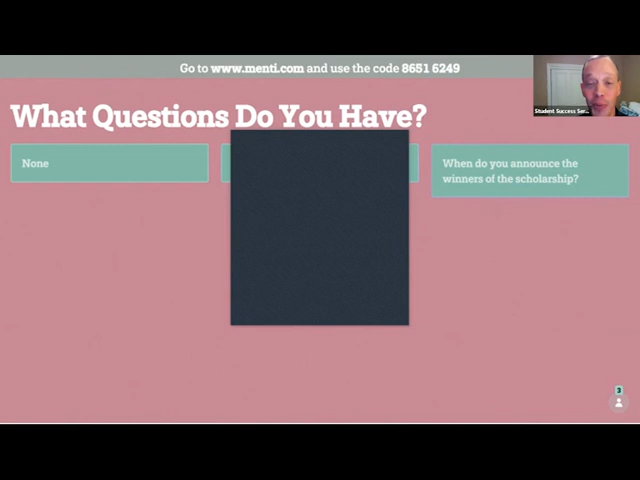 Go to www.menti.com and use the code 8651 6249
Student Success Ser...
What Questions Do You Have?
None
When do you announce the
winners of the scholarship?
3